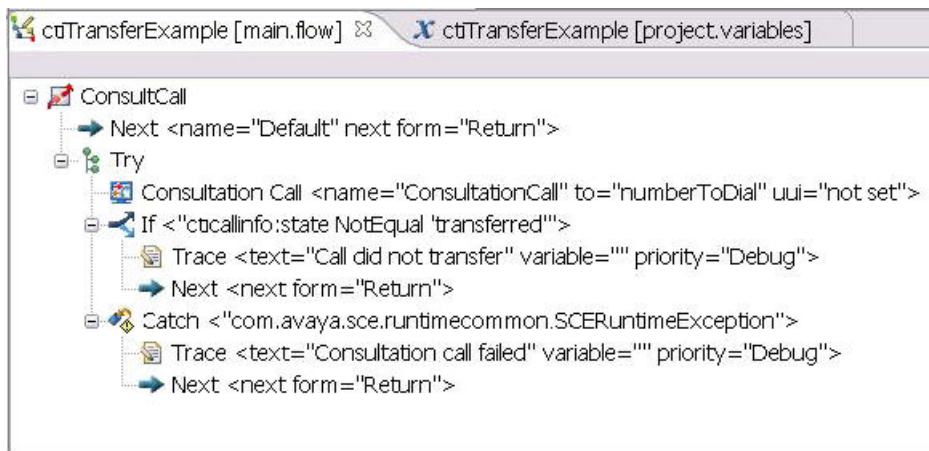 ctiTransferExample [main.flow] ctiTransferExample [project.variables]
ConsultCall
Next <name="Default" next form="Return">
Try
Consultation Call <name="ConsultationCall" to="numberToDial" uui="not set">
If <"cticallinfo:state NotEqual 'transferred'">
Trace <text="Call did not transfer" variable="" priority="Debug">
Next <next form="Return">
Catch <"com.avaya.sce.runtimecommon.SCERuntimeException">
Trace <text="Consultation call failed" variable="" priority="Debug">
Next <next form="Return">